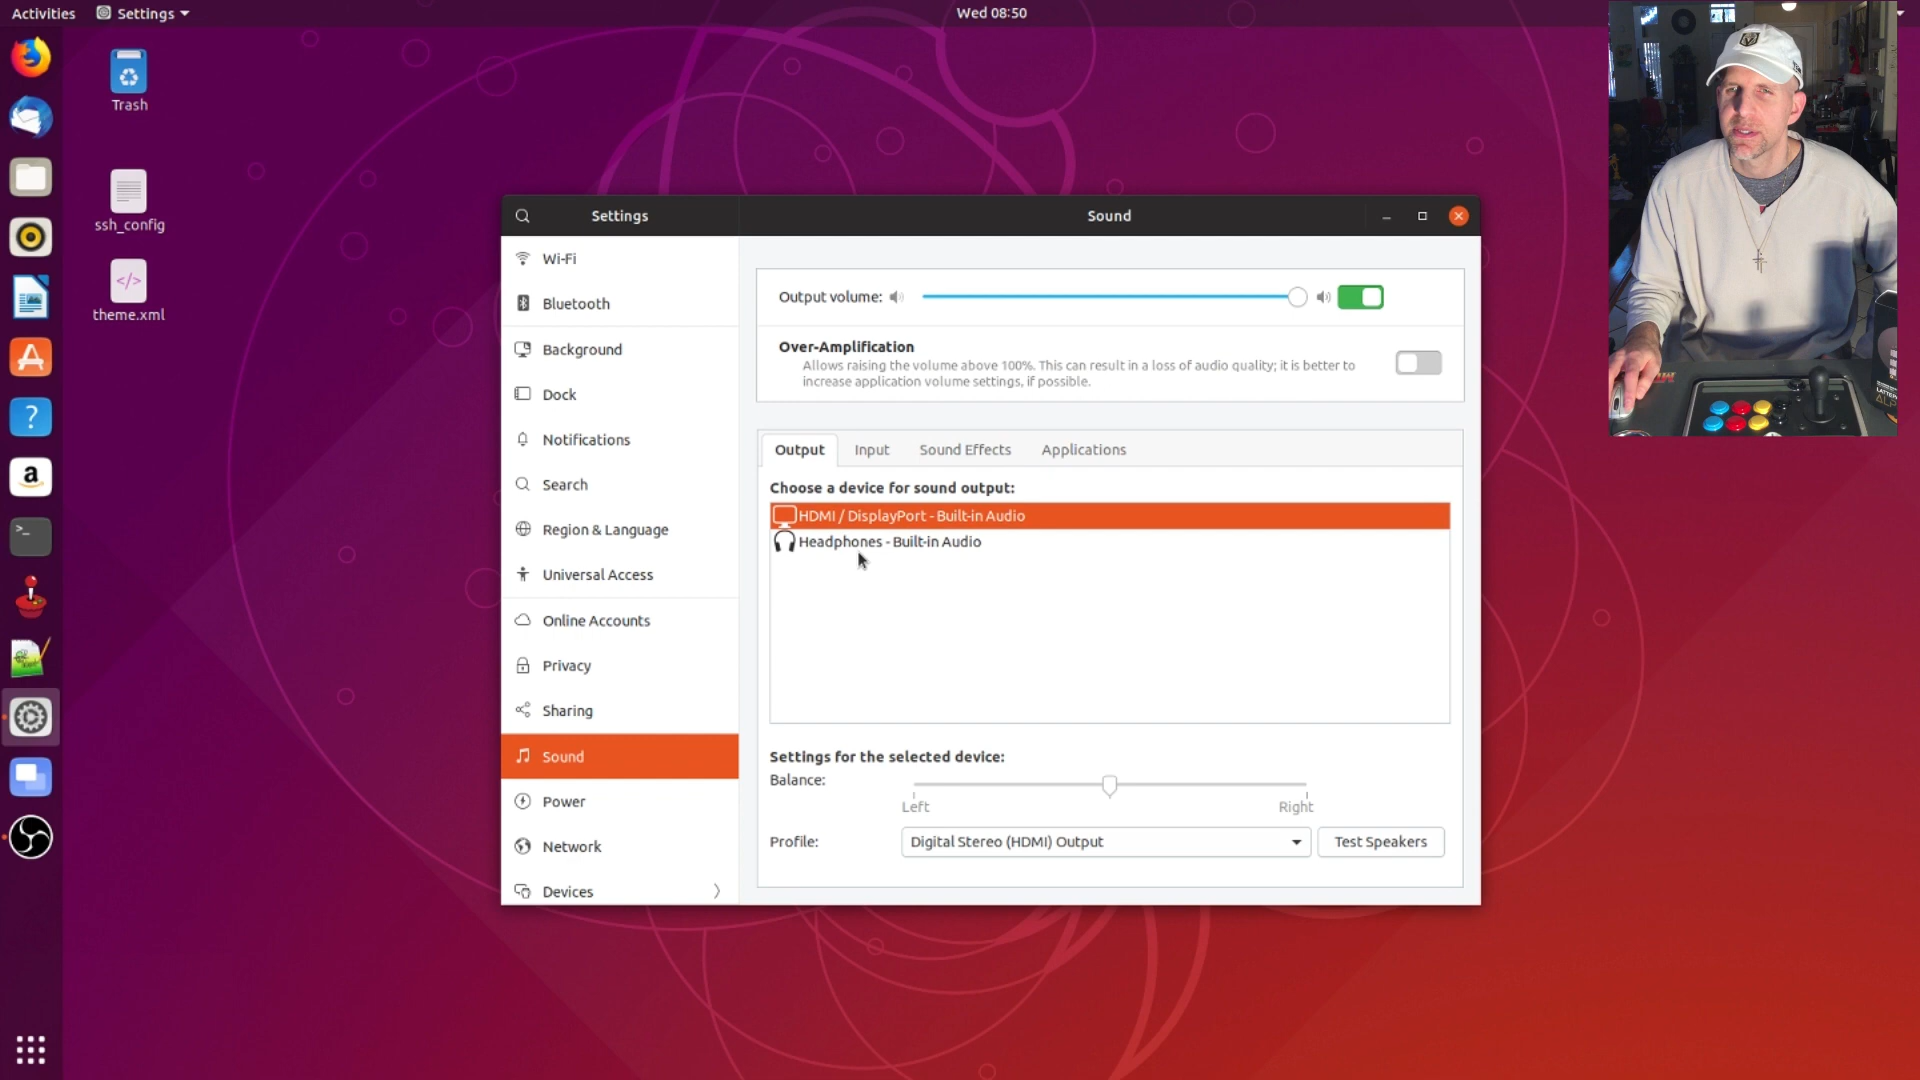 Activities
Settings
Wed 08:50
Trash
ssh_config
theme.xml
Settings
Sound
Wi-Fi
Bluetooth
Background
Dock
Notifications
Search
Region & Language
Universal Access
Online Accounts
Privacy
Sharing
Sound
Power
Network
Devices
Output volume:
Over-Amplification
Allows raising the volume above 100%. This can result in a loss of audio quality; it is better to
increase application volume settings, if possible.
Output
Input
Sound Effects
Applications
Choose a device for sound output:
HDMI / DisplayPort - Built-in Audio
Headphones - Built-in Audio
Settings for the selected device:
Balance:
Left
Right
Profile:
Digital Stereo (HDMI) Output
Test Speakers